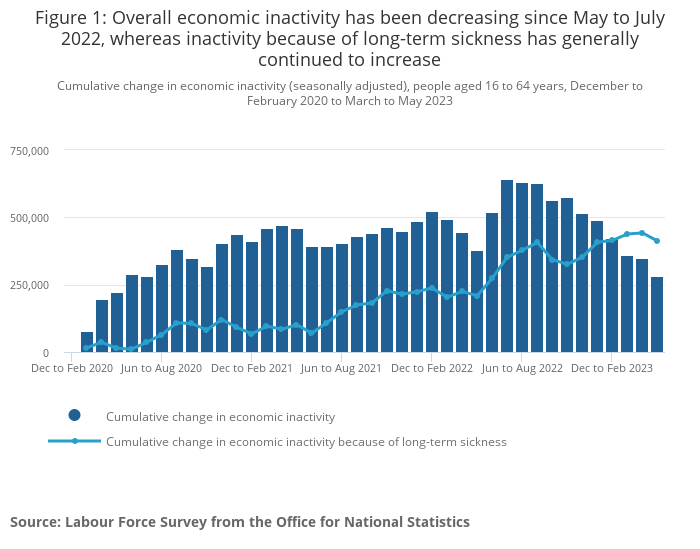 Figure 1: Overall economic inactivity has been decreasing since May to July
2022, whereas inactivity because of long-term sickness has generally
continued to increase
Cumulative change in economic inactivity (seasonally adjusted), people aged 16 to 64 years, December to
February 2020 to March to May 2023
750,000
500,000
250,000
0
Dec to Feb 2020 Jun to Aug 2020 Dec to Feb 2021 Jun to Aug 2021 Dec to Feb 2022 Jun to Aug 2022 Dec to Feb 2023
Cumulative change in economic inactivity
Cumulative change in economic inactivity because of long-term sickness
Source: Labour Force Survey from the Office for National Statistics